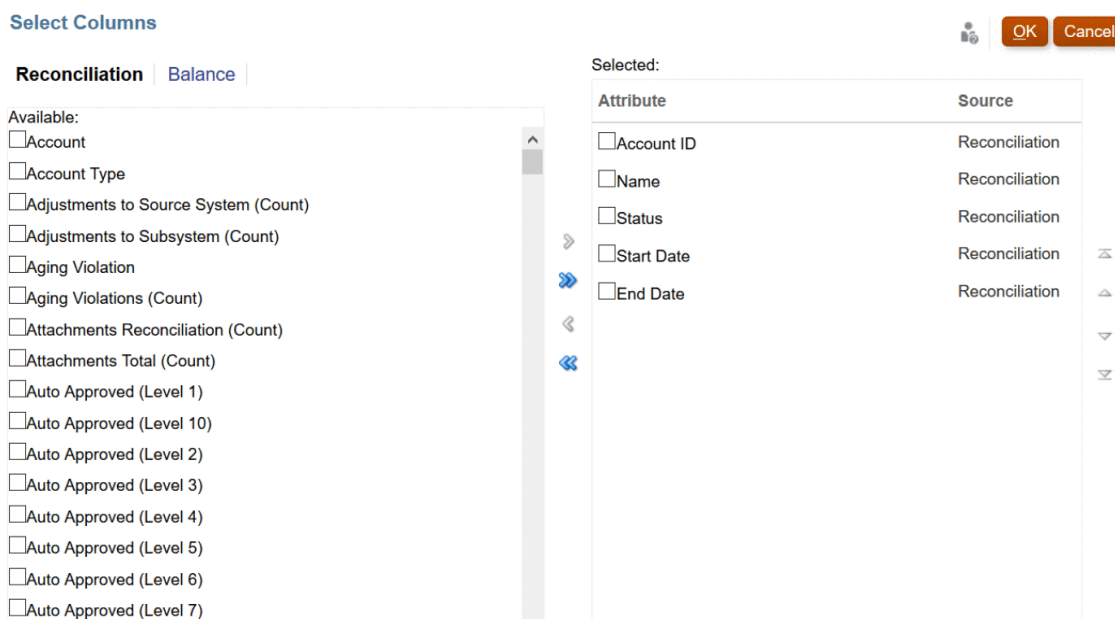 Select Columns
OK Cancel
Reconciliation Balance
Selected:
Attribute Source
Available:
Account
Account Type
Adjustments to Source System (Count)
Adjustments to Subsystem (Count)
Aging Violation
Aging Violations (Count)
Attachments Reconciliation (Count)
Attachments Total (Count)
Auto Approved (Level 1)
Auto Approved (Level 10)
Auto Approved (Level 2)
Auto Approved (Level 3)
Auto Approved (Level 4)
Auto Approved (Level 5)
Auto Approved (Level 6)
Auto Approved (Level 7)
Account ID Reconciliation
Name Reconciliation
Status Reconciliation
Start Date Reconciliation
End Date Reconciliation